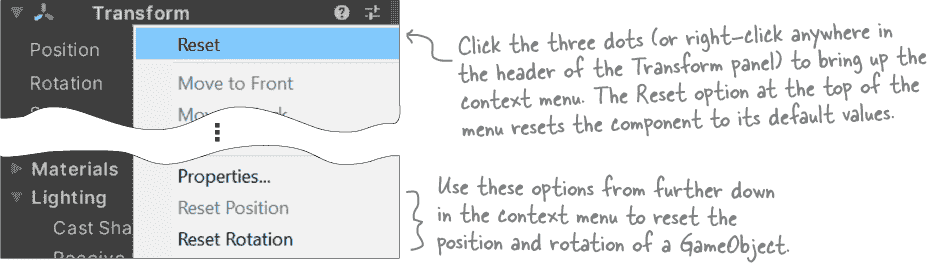 Transform
Position
Rotation
Reset
Move to Front
Click the three dots (or right-click anywhere in
the header of the Transform panel) to bring up the
context menu. The Reset option at the top of the
menu resets the component to its default values.
Materials
Lighting
Cast Sha
Properties...
Reset Position
Reset Rotation
Use these options from further down
in the context menu to reset the
position and rotation of a GameObject.